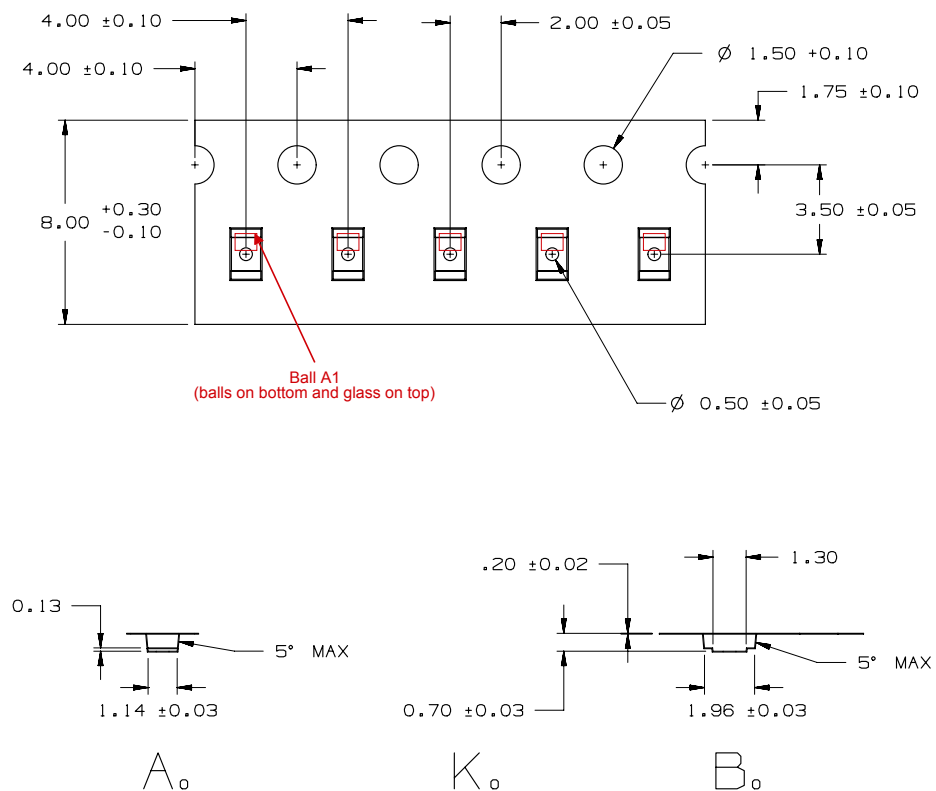 4.00 ±0.10
2.00 ±0.05
Ø 1.50 +0.10
4.00 ±0.10
1.75 ±0.10
8.00 +0.30
-0.10
3.50 ±0.05
Ball A1
(balls on bottom and glass on top)
Ø 0.50 ±0.05
.20 ±0.02
1.30
0.13
5° MAX
5° MAX
1.14 ±0.03
0.70 ±0.03
1.96 ±0.03
Ao
Ko
Bo